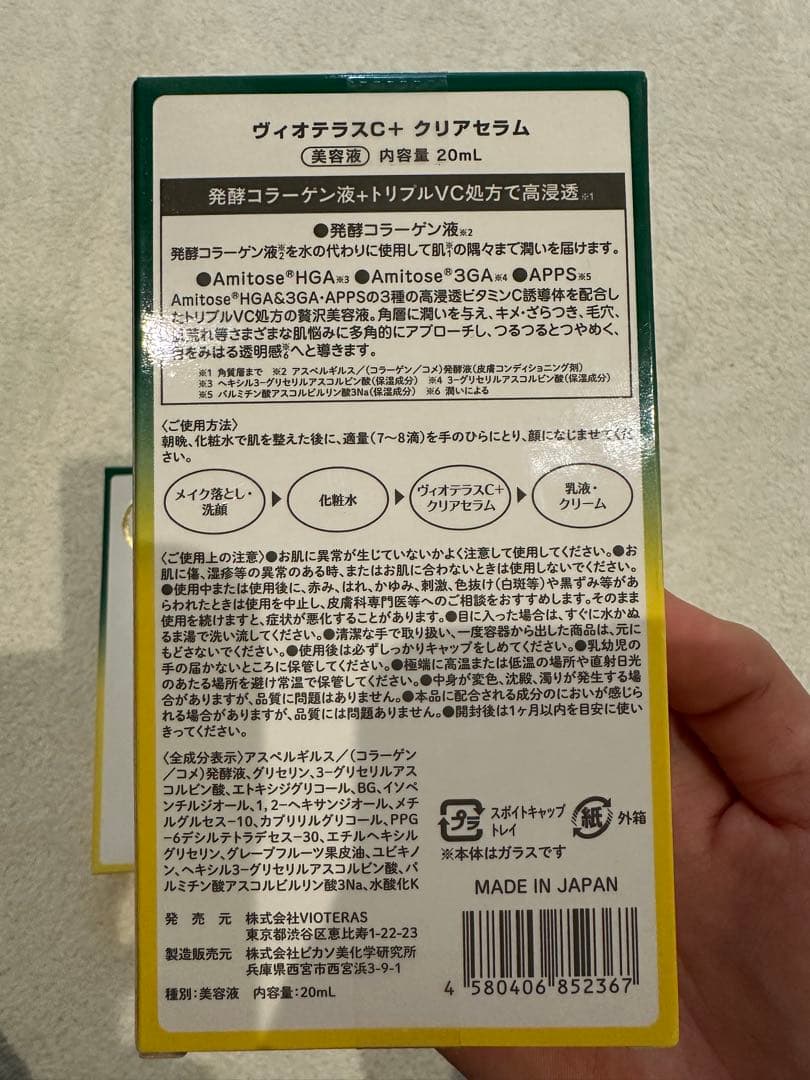 ヴィオテラスC+ クリアセラム
美容液 内容量 20mL
発酵コラーゲン液+トリプルVC処方で高浸透※1
●発酵コラーゲン液※2
発酵コラーゲン液※2を水の代わりに使用して肌※1の隅々まで潤いを届けます。
●Amitose®HGA※3 ●Amitose®3GA※4 ●APPS※5
Amitose®HGA&3GA・APPSの3種の高浸透ビタミンC誘導体を配合し
たトリプルVC処方の贅沢美容液。角層に潤いを与え、キメ・ざらつき、毛穴、
肌荒れ等さまざまな肌悩みに多角的にアプローチし、つるつるとつやめく、
目をみはる透明感※6へと導きます。
※1 角質層まで ※2 アスペルギルス/(コラーゲン/コメ)発酵液(皮膚コンディショニング剤)
※3 ヘキシル3-グリセリルアスコルビン酸(保湿成分) ※4 3-グリセリルアスコルビン酸(保湿成分)
※5 パルミチン酸アスコルビルリン酸3Na(保湿成分) ※6 潤いによる
〈ご使用方法〉
朝晩、化粧水で肌を整えた後に、適量(7〜8滴)を手のひらにとり、顔になじませてくだ
さい。
メイク落とし・洗顔 ▶ 化粧水 ▶ ヴィオテラスC+クリアセラム ▶ 乳液・クリーム
〈ご使用上の注意〉●お肌に異常が生じていないかよく注意して使用してください。●お
肌に傷、湿疹等の異常のある時、またはお肌に合わないときは使用しないでください。
●使用中または使用後に、赤み、はれ、かゆみ、刺激、色抜け(白斑等)や黒ずみ等があ
らわれたときは使用を中止し、皮膚科専門医等へのご相談をおすすめします。そのまま
使用を続けますと、症状が悪化することがあります。●目に入った場合は、すぐに水かぬ
るま湯で洗い流してください。●清潔な手で取り扱い、一度容器から出した商品は、元に
もどさないでください。●使用後は必ずしっかりキャップをしめてください。●乳幼児の
手の届かないところに保管してください。●極端に高温または低温の場所や直射日光
のあたる場所を避け常温で保管してください。●中身が変色、沈殿、濁りが発生する場
合がありますが、品質に問題はありません。●本品に配合される成分のにおいが感じら
れる場合がありますが、品質には問題ありません。●開封後は1ヶ月以内を目安に使い
きってください。
〈全成分表示〉アスペルギルス/(コラーゲン
/コメ)発酵液、グリセリン、3-グリセリルアス
コルビン酸、エトキシジグリコール、BG、イソペ
ンチルジオール、1,2-ヘキサンジオール、メチ
ルグルセス-10、カプリリルグリコール、PPG
-6デシルテトラデセス-30、エチルヘキシル
グリセリン、グレープフルーツ果皮油、ユビキノ
ン、ヘキシル3-グリセリルアスコルビン酸、パ
ルミチン酸アスコルビルリン酸3Na、水酸化K
プラ スポイトキャップ
トレイ
紙 外箱
※本体はガラスです
MADE IN JAPAN
発売元 株式会社VIOTERAS
東京都渋谷区恵比寿1-22-23
製造販売元 株式会社ピカソ美化学研究所
兵庫県西宮市西宮浜3-9-1
種別:美容液 内容量:20mL
4 580406 852367